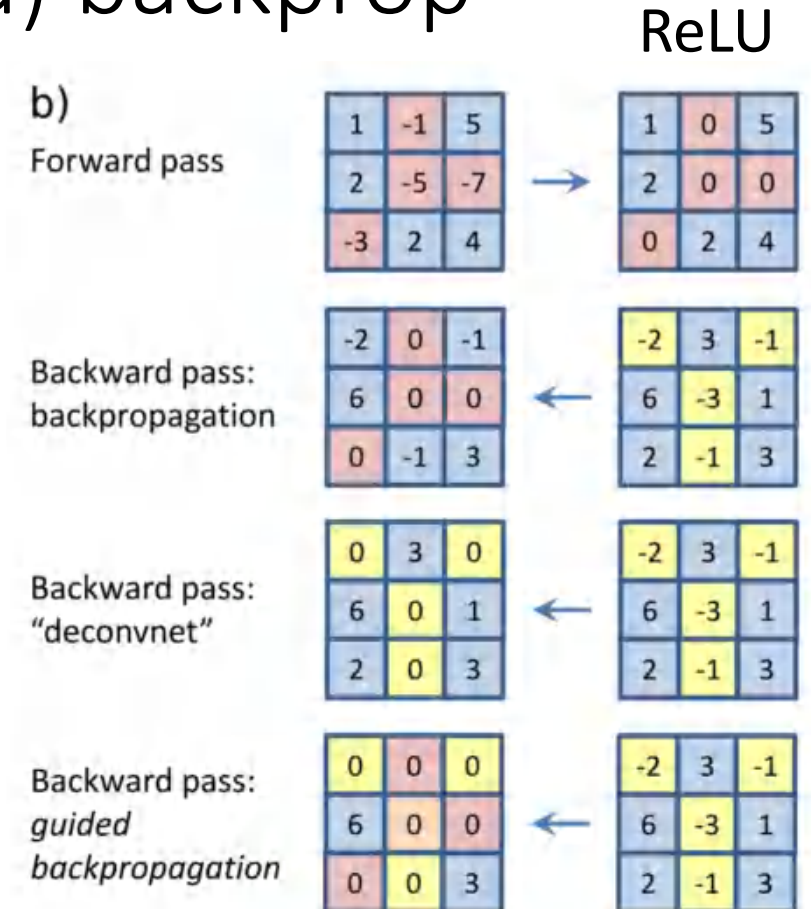 a) backprop
ReLU
b)
Forward pass
1 -1 5 1 0 5
2 -5 -7 2 0 0
-3 2 4 0 2 4
Backward pass:
backpropagation
-2 0 -1 -2 3 -1
6 0 0 6 -3 1
0 -1 3 2 -1 3
Backward pass:
“deconvnet”
0 3 0 -2 3 -1
6 0 1 6 -3 1
2 0 3 2 -1 3
Backward pass:
guided
backpropagation
0 0 0 -2 3 -1
6 0 0 6 -3 1
0 0 3 2 -1 3